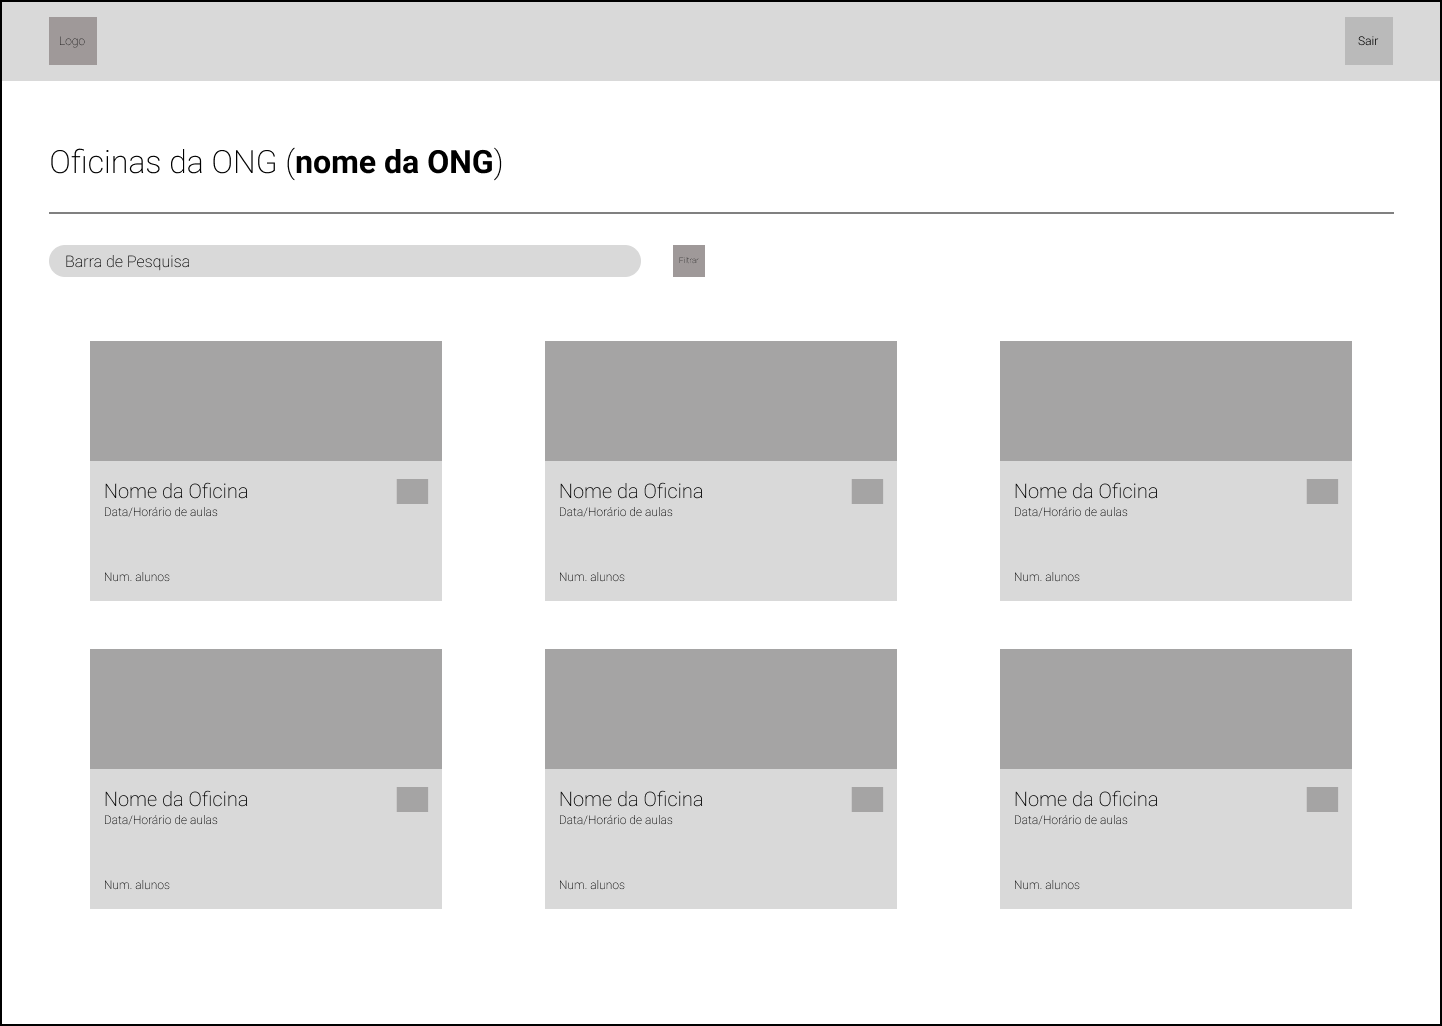 Logo
Sair
Oficinas da ONG (nome da ONG)
Barra de Pesquisa
Filtrar
Nome da Oficina
Data/Horário de aulas
Num. alunos
Nome da Oficina
Data/Horário de aulas
Num. alunos
Nome da Oficina
Data/Horário de aulas
Num. alunos
Nome da Oficina
Data/Horário de aulas
Num. alunos
Nome da Oficina
Data/Horário de aulas
Num. alunos
Nome da Oficina
Data/Horário de aulas
Num. alunos